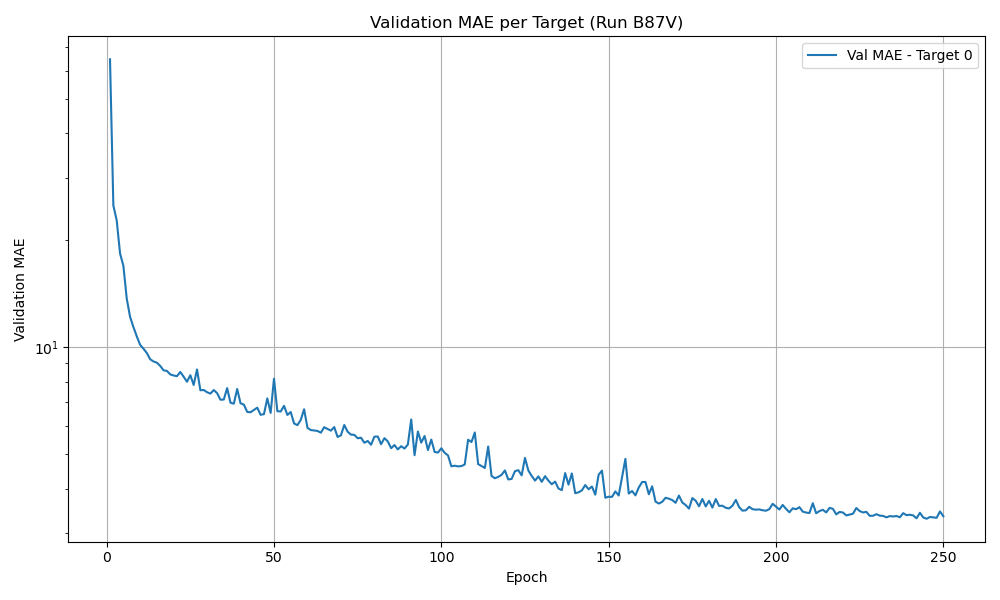 Validation MAE per Target (Run B87V)
Val MAE - Target 0
Validation MAE
10¹
0 50 100 150 200 250
Epoch